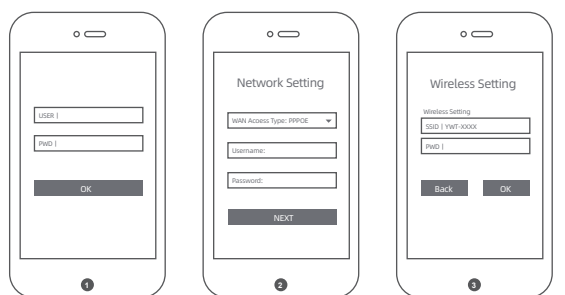 USER |
PWD |
OK
1
Network Setting
WAN Acoess Type: PPPOE
Username:
Password:
NEXT
2
Wireless Setting
Wireless Setting
SSID | YWT-XXXX
PWD |
Back OK
3